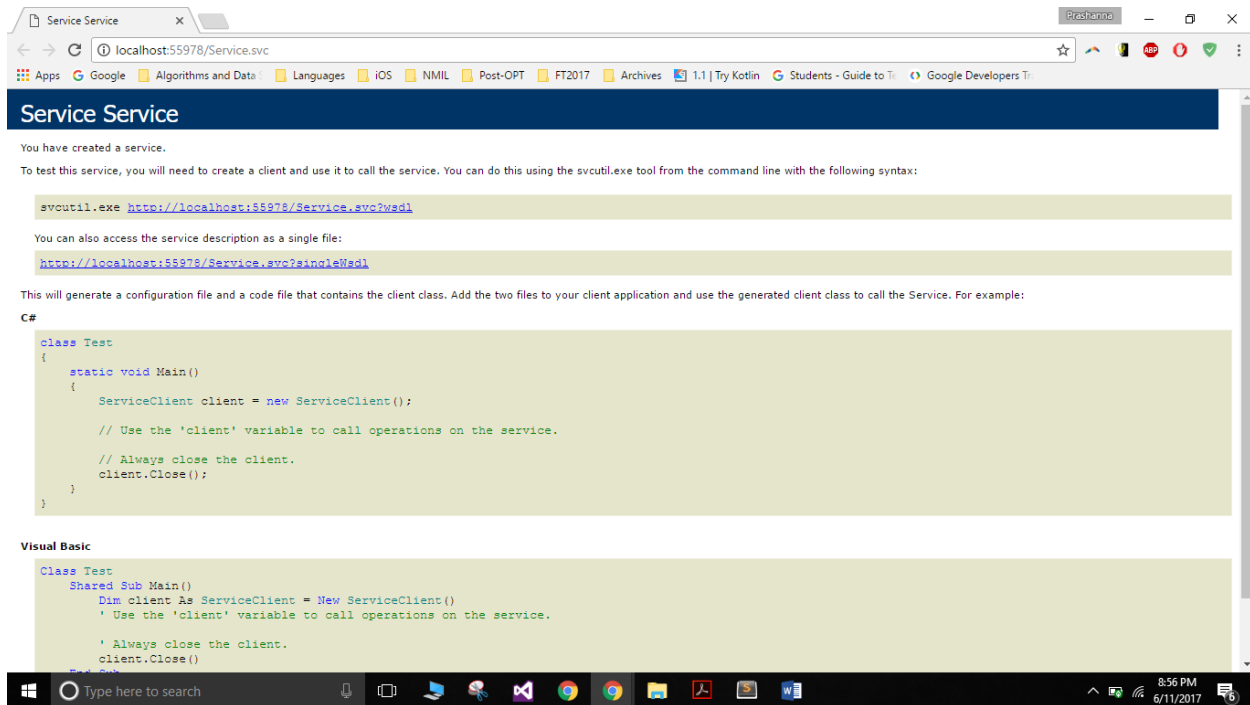 Service Service
Prashanna
localhost:55978/Service.svc
ABP
Apps Google Algorithms and Data Languages iOS NMIL Post-OPT FT2017 Archives 1.1 | Try Kotlin Students - Guide to Google Developers
Service Service
You have created a service.
To test this service, you will need to create a client and use it to call the service. You can do this using the svcutil.exe tool from the command line with the following syntax:
svcutil.exe http://localhost:55978/Service.svc?wsdl
You can also access the service description as a single file:
http://localhost:55978/Service.svc?singleWsdl
This will generate a configuration file and a code file that contains the client class. Add the two files to your client application and use the generated client class to call the Service. For example:
C#
class Test
{
static void Main()
{
ServiceClient client = new ServiceClient();
// Use the 'client' variable to call operations on the service.
// Always close the client.
client.Close();
}
}
Visual Basic
Class Test
Shared Sub Main()
Dim client As ServiceClient = New ServiceClient()
' Use the 'client' variable to call operations on the service.
' Always close the client.
client.Close()
End Sub
Type here to search
8:56 PM
6/11/2017